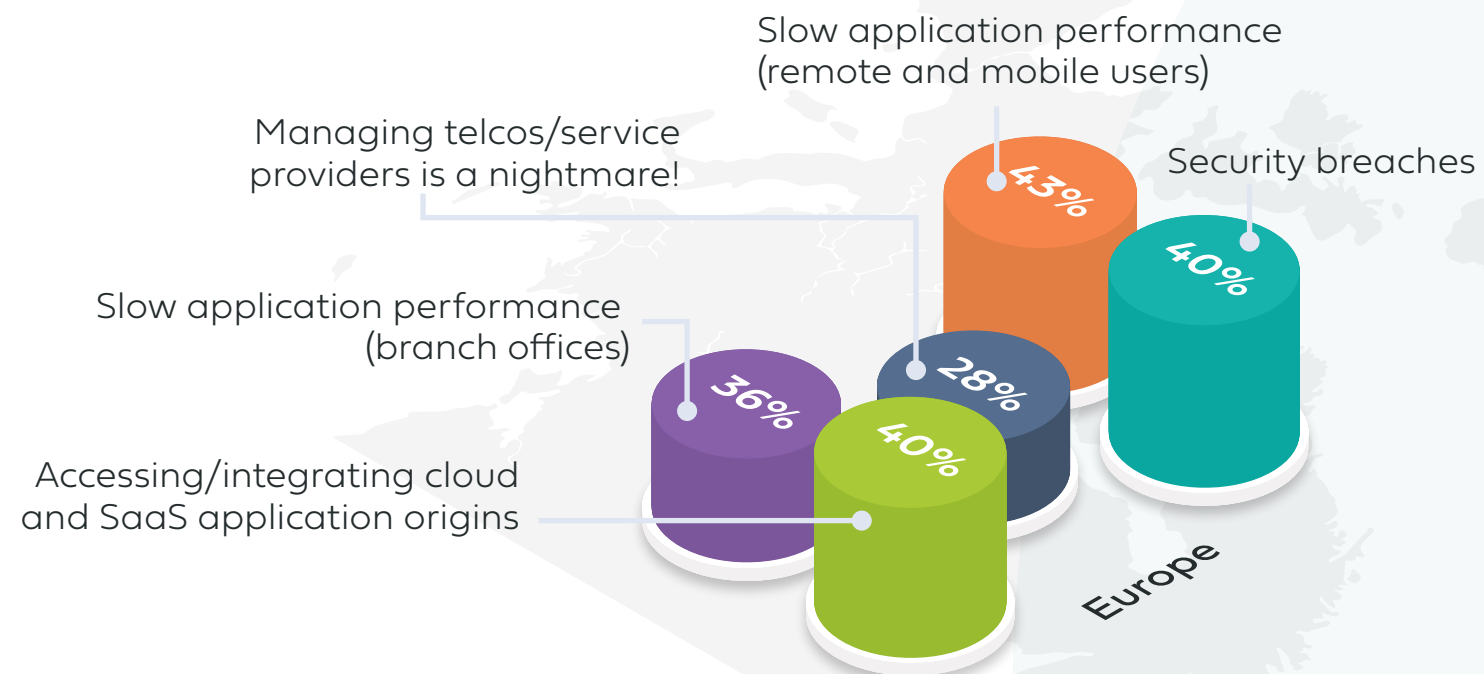 Slow application performance
(remote and mobile users)
43%
Managing telcos/service
providers is a nightmare!
Security breaches
40%
Slow application performance
(branch offices)
36%
28%
40%
Accessing/integrating cloud
and SaaS application origins
Europe